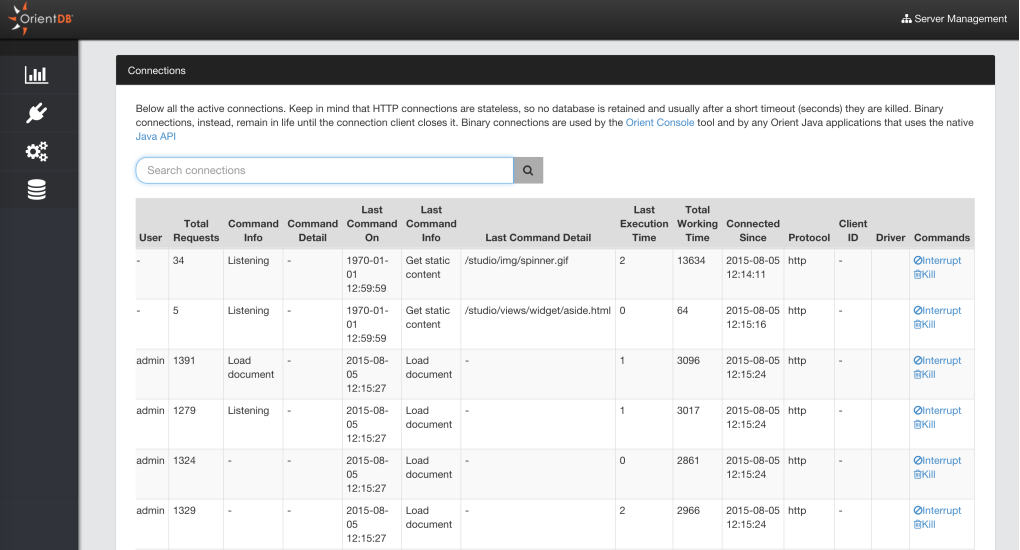 OrientDB
Server Management
Connections
Below all the active connections. Keep in mind that HTTP connections are stateless, so no database is retained and usually after a short timeout (seconds) they are killed. Binary
connections, instead, remain in life until the connection client closes it. Binary connections are used by the Orient Console tool and by any Orient Java applications that uses the native
Java API
Search connections
User Total Requests Command Info Command Detail Last Command On Last Command Info Last Command Detail Last Execution Time Total Working Time Connected Since Protocol Client ID Driver Commands
- 34 Listening - 1970-01-01 12:59:59 Get static content /studio/img/spinner.gif 2 13634 2015-08-05 12:14:11 http - Interrupt Kill
- 5 Listening - 1970-01-01 12:59:59 Get static content /studio/views/widget/aside.html 0 64 2015-08-05 12:15:16 http - Interrupt Kill
admin 1391 Load document - 2015-08-05 12:15:27 Load document - 1 3096 2015-08-05 12:15:24 http - Interrupt Kill
admin 1279 Listening - 2015-08-05 12:15:27 Load document - 1 3017 2015-08-05 12:15:24 http - Interrupt Kill
admin 1324 - - 2015-08-05 12:15:27 Load document - 0 2861 2015-08-05 12:15:24 http - Interrupt Kill
admin 1329 - - 2015-08-05 12:15:27 Load document - 2 2966 2015-08-05 12:15:24 http - Interrupt Kill